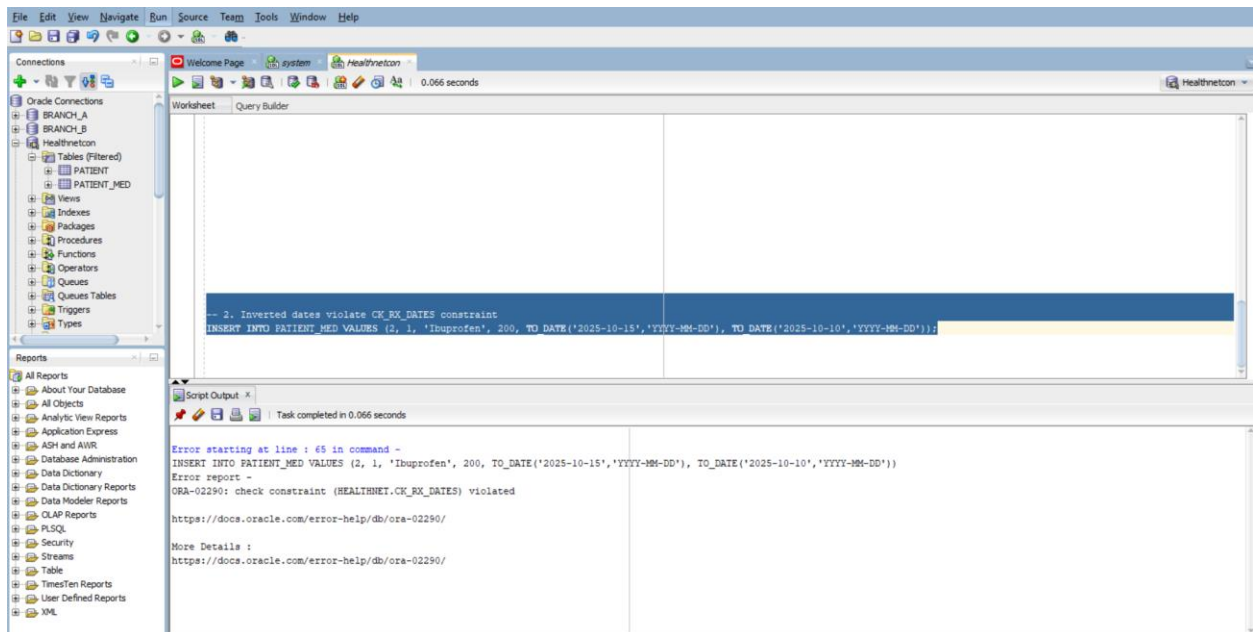 File Edit View Navigate Run Source Team Tools Window Help
Connections
Oracle Connections
BRANCH_A
BRANCH_B
Healthnetcon
Tables (Filtered)
PATIENT
PATIENT_MED
Views
Indexes
Packages
Procedures
Functions
Operators
Queues
Queues Tables
Triggers
Types
Reports
All Reports
About Your Database
All Objects
Analytic View Reports
Application Express
ASH and AWR
Database Administration
Data Dictionary
Data Dictionary Reports
Data Modeler Reports
OLAP Reports
PLSQL
Security
Streams
Table
TimesTen Reports
User Defined Reports
XML
Welcome Page system Healthnetcon
0.066 seconds Healthnetcon
Worksheet Query Builder
-- 2. Inverted dates violate CK_RX_DATES constraint
INSERT INTO PATIENT_MED VALUES (2, 1, 'Ibuprofen', 200, TO_DATE('2025-10-15','YYYY-MM-DD'), TO_DATE('2025-10-10','YYYY-MM-DD'));
Script Output
Task completed in 0.066 seconds
Error starting at line : 65 in command -
INSERT INTO PATIENT_MED VALUES (2, 1, 'Ibuprofen', 200, TO_DATE('2025-10-15','YYYY-MM-DD'), TO_DATE('2025-10-10','YYYY-MM-DD'))
Error report -
ORA-02290: check constraint (HEALTHNET.CK_RX_DATES) violated
https://docs.oracle.com/error-help/db/ora-02290/
More Details :
https://docs.oracle.com/error-help/db/ora-02290/